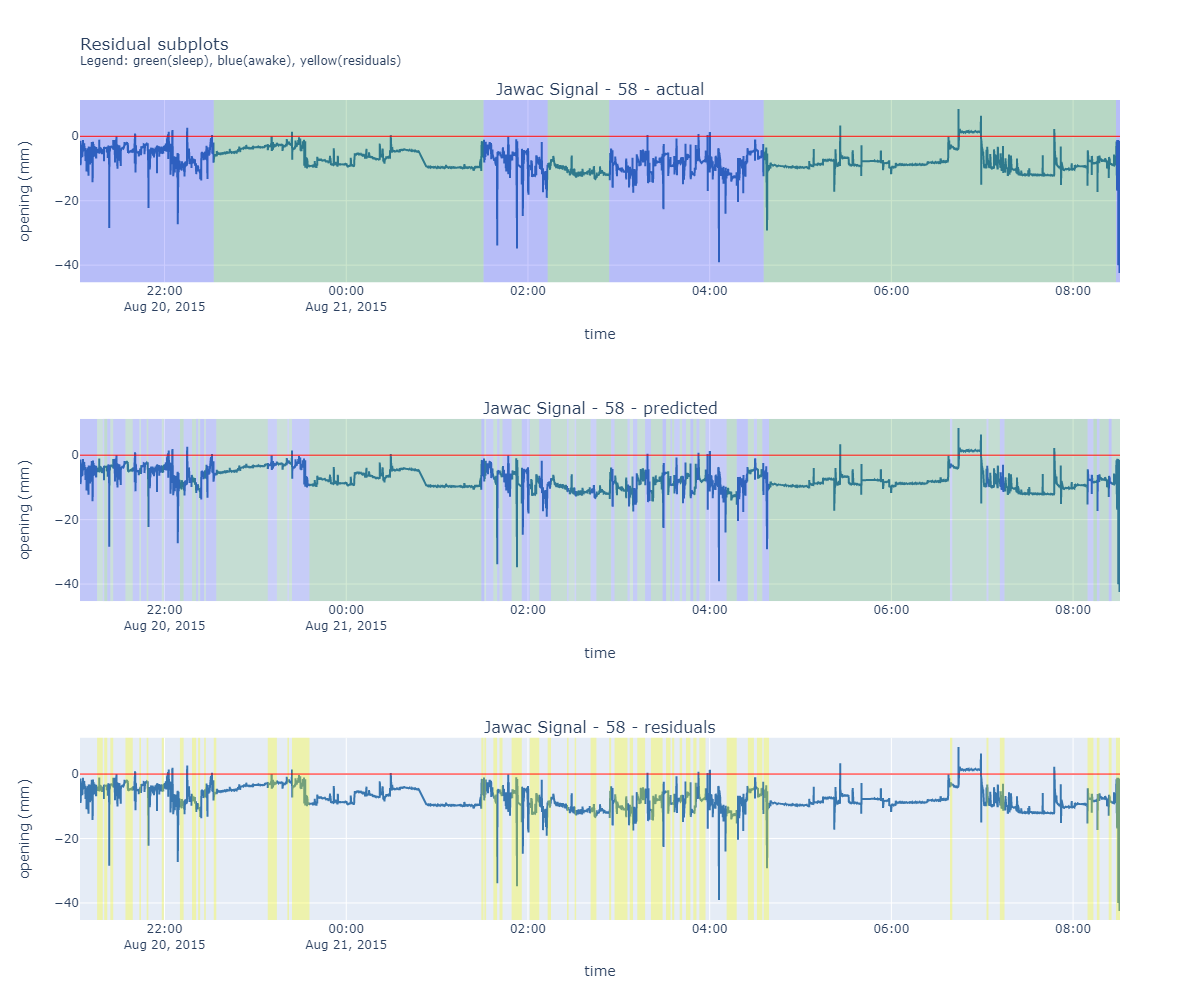 Residual subplots
Legend: green(sleep), blue(awake), yellow(residuals)
Jawac Signal - 58 - actual
opening (mm)
0
−20
−40
22:00 00:00 02:00 04:00 06:00 08:00
Aug 20, 2015 Aug 21, 2015
time
Jawac Signal - 58 - predicted
opening (mm)
0
−20
−40
22:00 00:00 02:00 04:00 06:00 08:00
Aug 20, 2015 Aug 21, 2015
time
Jawac Signal - 58 - residuals
opening (mm)
0
−20
−40
22:00 00:00 02:00 04:00 06:00 08:00
Aug 20, 2015 Aug 21, 2015
time